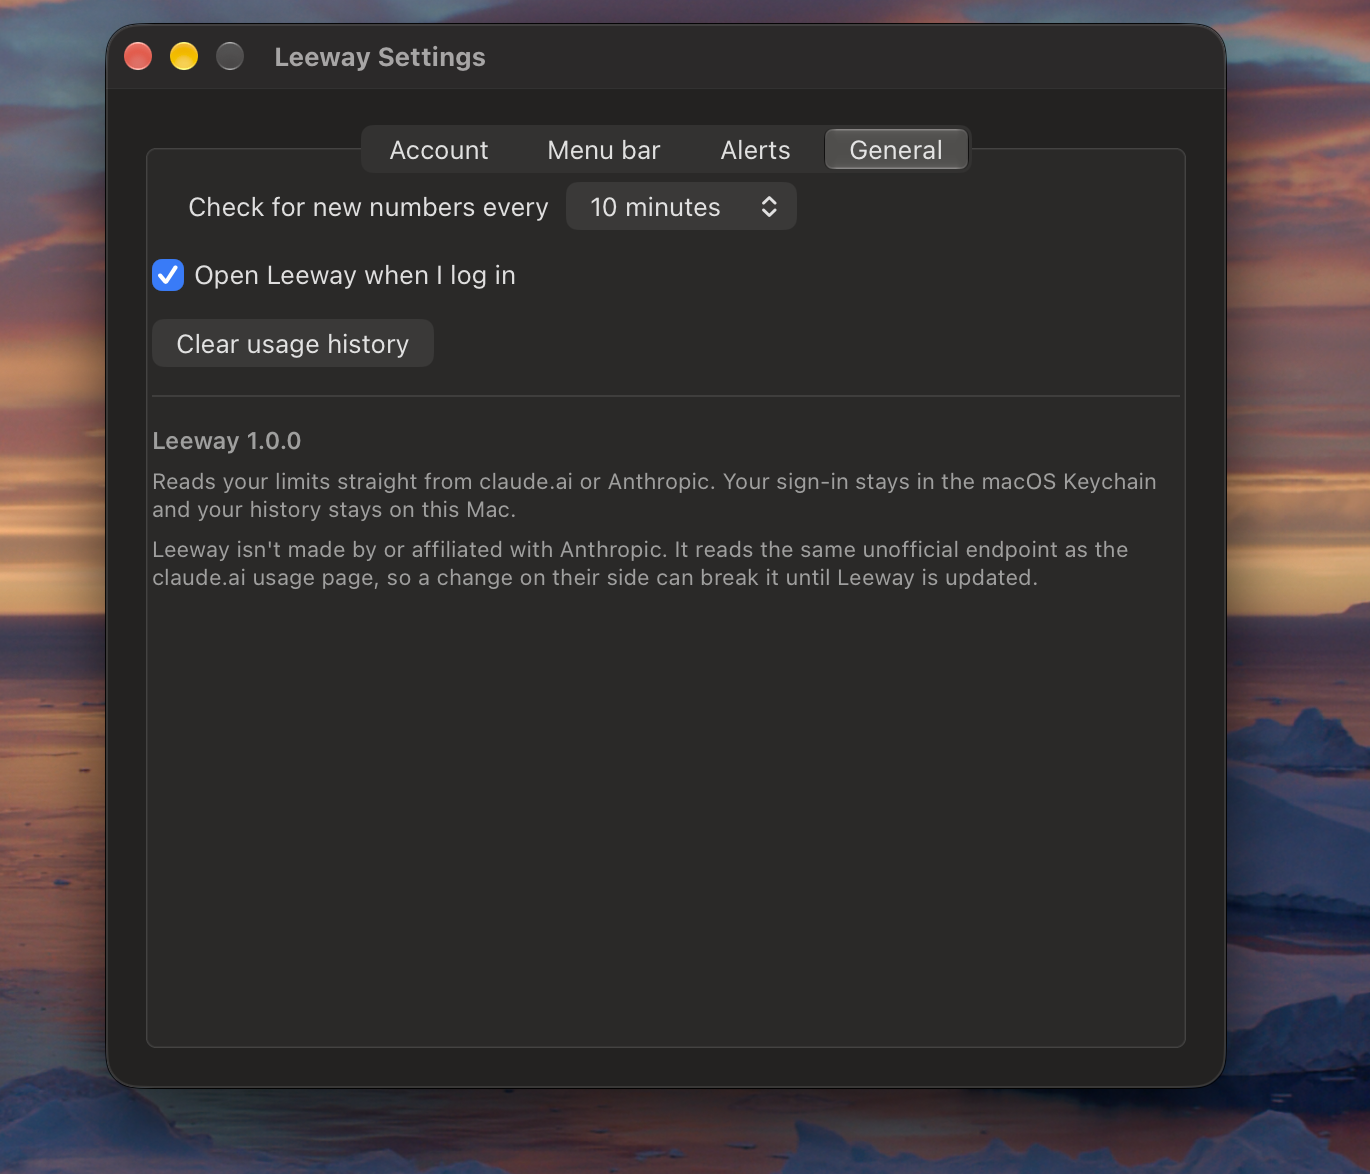 Leeway Settings
Account
Menu bar
Alerts
General
Check for new numbers every
10 minutes
Open Leeway when I log in
Clear usage history
Leeway 1.0.0
Reads your limits straight from claude.ai or Anthropic. Your sign-in stays in the macOS Keychain
and your history stays on this Mac.
Leeway isn't made by or affiliated with Anthropic. It reads the same unofficial endpoint as the
claude.ai usage page, so a change on their side can break it until Leeway is updated.